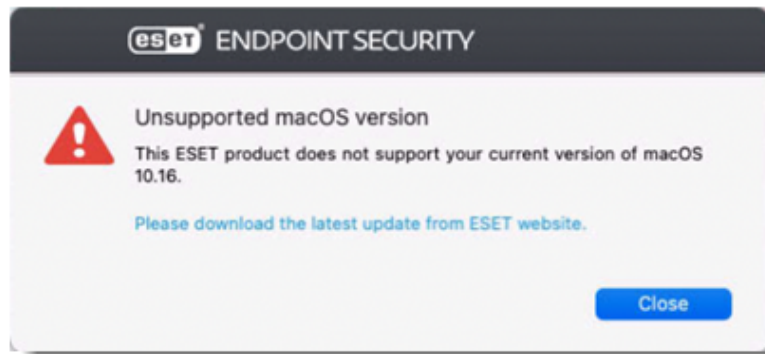 eset ENDPOINT SECURITY
Unsupported macOS version
This ESET product does not support your current version of macOS
10.16.
Please download the latest update from ESET website.
Close